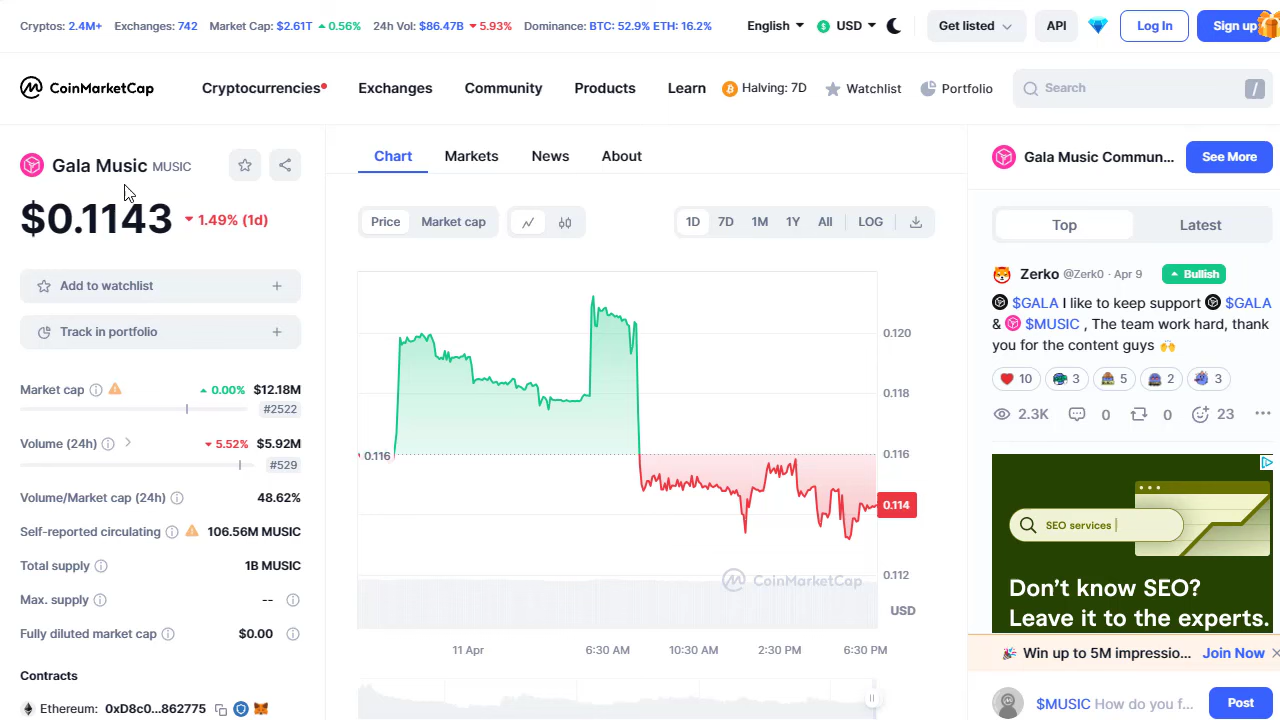 Cryptos: 2.4M+ Exchanges: 742 Market Cap: $2.61T 0.56% 24h Vol: $86.47B 5.93% Dominance: BTC: 52.9% ETH: 16.2% English USD Get listed API Log In Sign up
CoinMarketCap Cryptocurrencies Exchanges Community Products Learn Halving: 7D Watchlist Portfolio Search /
Gala Music MUSIC
$0.1143 1.49% (1d)
Add to watchlist +
Track in portfolio +
Market cap 0.00% $12.18M
#2522
Volume (24h) 5.52% $5.92M
#529
Volume/Market cap (24h) 48.62%
Self-reported circulating 106.56M MUSIC
Total supply 1B MUSIC
Max. supply --
Fully diluted market cap $0.00
Contracts
Ethereum: 0xD8c0...862775
Chart Markets News About
Price Market cap 1D 7D 1M 1Y All LOG
0.120
0.118
0.116 0.116
0.114
CoinMarketCap 0.112
USD
11 Apr 6:30 AM 10:30 AM 2:30 PM 6:30 PM
Gala Music Commun... See More
Top Latest
Zerko @Zerk0 · Apr 9 Bullish
$GALA I like to keep support $GALA
& $MUSIC , The team work hard, thank
you for the content guys 🙌
10 3 5 2 3
2.3K 0 0 23 ...
SEO services |
Don't know SEO?
Leave it to the experts.
Win up to 5M impressio... Join Now
$MUSIC How do you f... Post